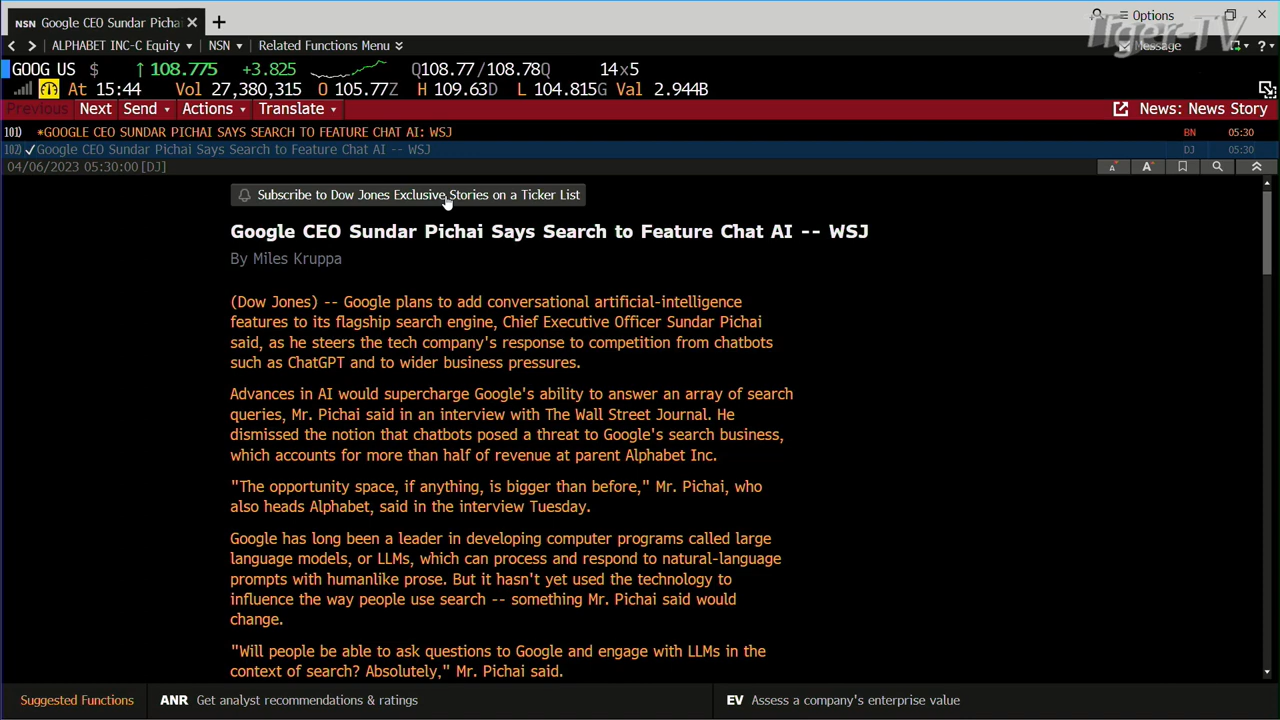 NSN Google CEO Sundar Picha
Options
ALPHABET INC-C Equity
NSN
Related Functions Menu
Message
Tiger-TV
GOOG US $ ↑ 108.775 +3.825 Q108.77/108.78Q 14x5
At 15:44 Vol 27,380,315 O 105.77Z H 109.63D L 104.815G Val 2.944B
Previous Next Send Actions Translate News: News Story
101) *GOOGLE CEO SUNDAR PICHAI SAYS SEARCH TO FEATURE CHAT AI: WSJ BN 05:30
102) ✓Google CEO Sundar Pichai Says Search to Feature Chat AI -- WSJ DJ 05:30
04/06/2023 05:30:00 [DJ]
Subscribe to Dow Jones Exclusive Stories on a Ticker List
Google CEO Sundar Pichai Says Search to Feature Chat AI -- WSJ
By Miles Kruppa
(Dow Jones) -- Google plans to add conversational artificial-intelligence
features to its flagship search engine, Chief Executive Officer Sundar Pichai
said, as he steers the tech company's response to competition from chatbots
such as ChatGPT and to wider business pressures.
Advances in AI would supercharge Google's ability to answer an array of search
queries, Mr. Pichai said in an interview with The Wall Street Journal. He
dismissed the notion that chatbots posed a threat to Google's search business,
which accounts for more than half of revenue at parent Alphabet Inc.
"The opportunity space, if anything, is bigger than before," Mr. Pichai, who
also heads Alphabet, said in the interview Tuesday.
Google has long been a leader in developing computer programs called large
language models, or LLMs, which can process and respond to natural-language
prompts with humanlike prose. But it hasn't yet used the technology to
influence the way people use search -- something Mr. Pichai said would
change.
"Will people be able to ask questions to Google and engage with LLMs in the
context of search? Absolutely," Mr. Pichai said.
Suggested Functions ANR Get analyst recommendations & ratings EV Assess a company's enterprise value